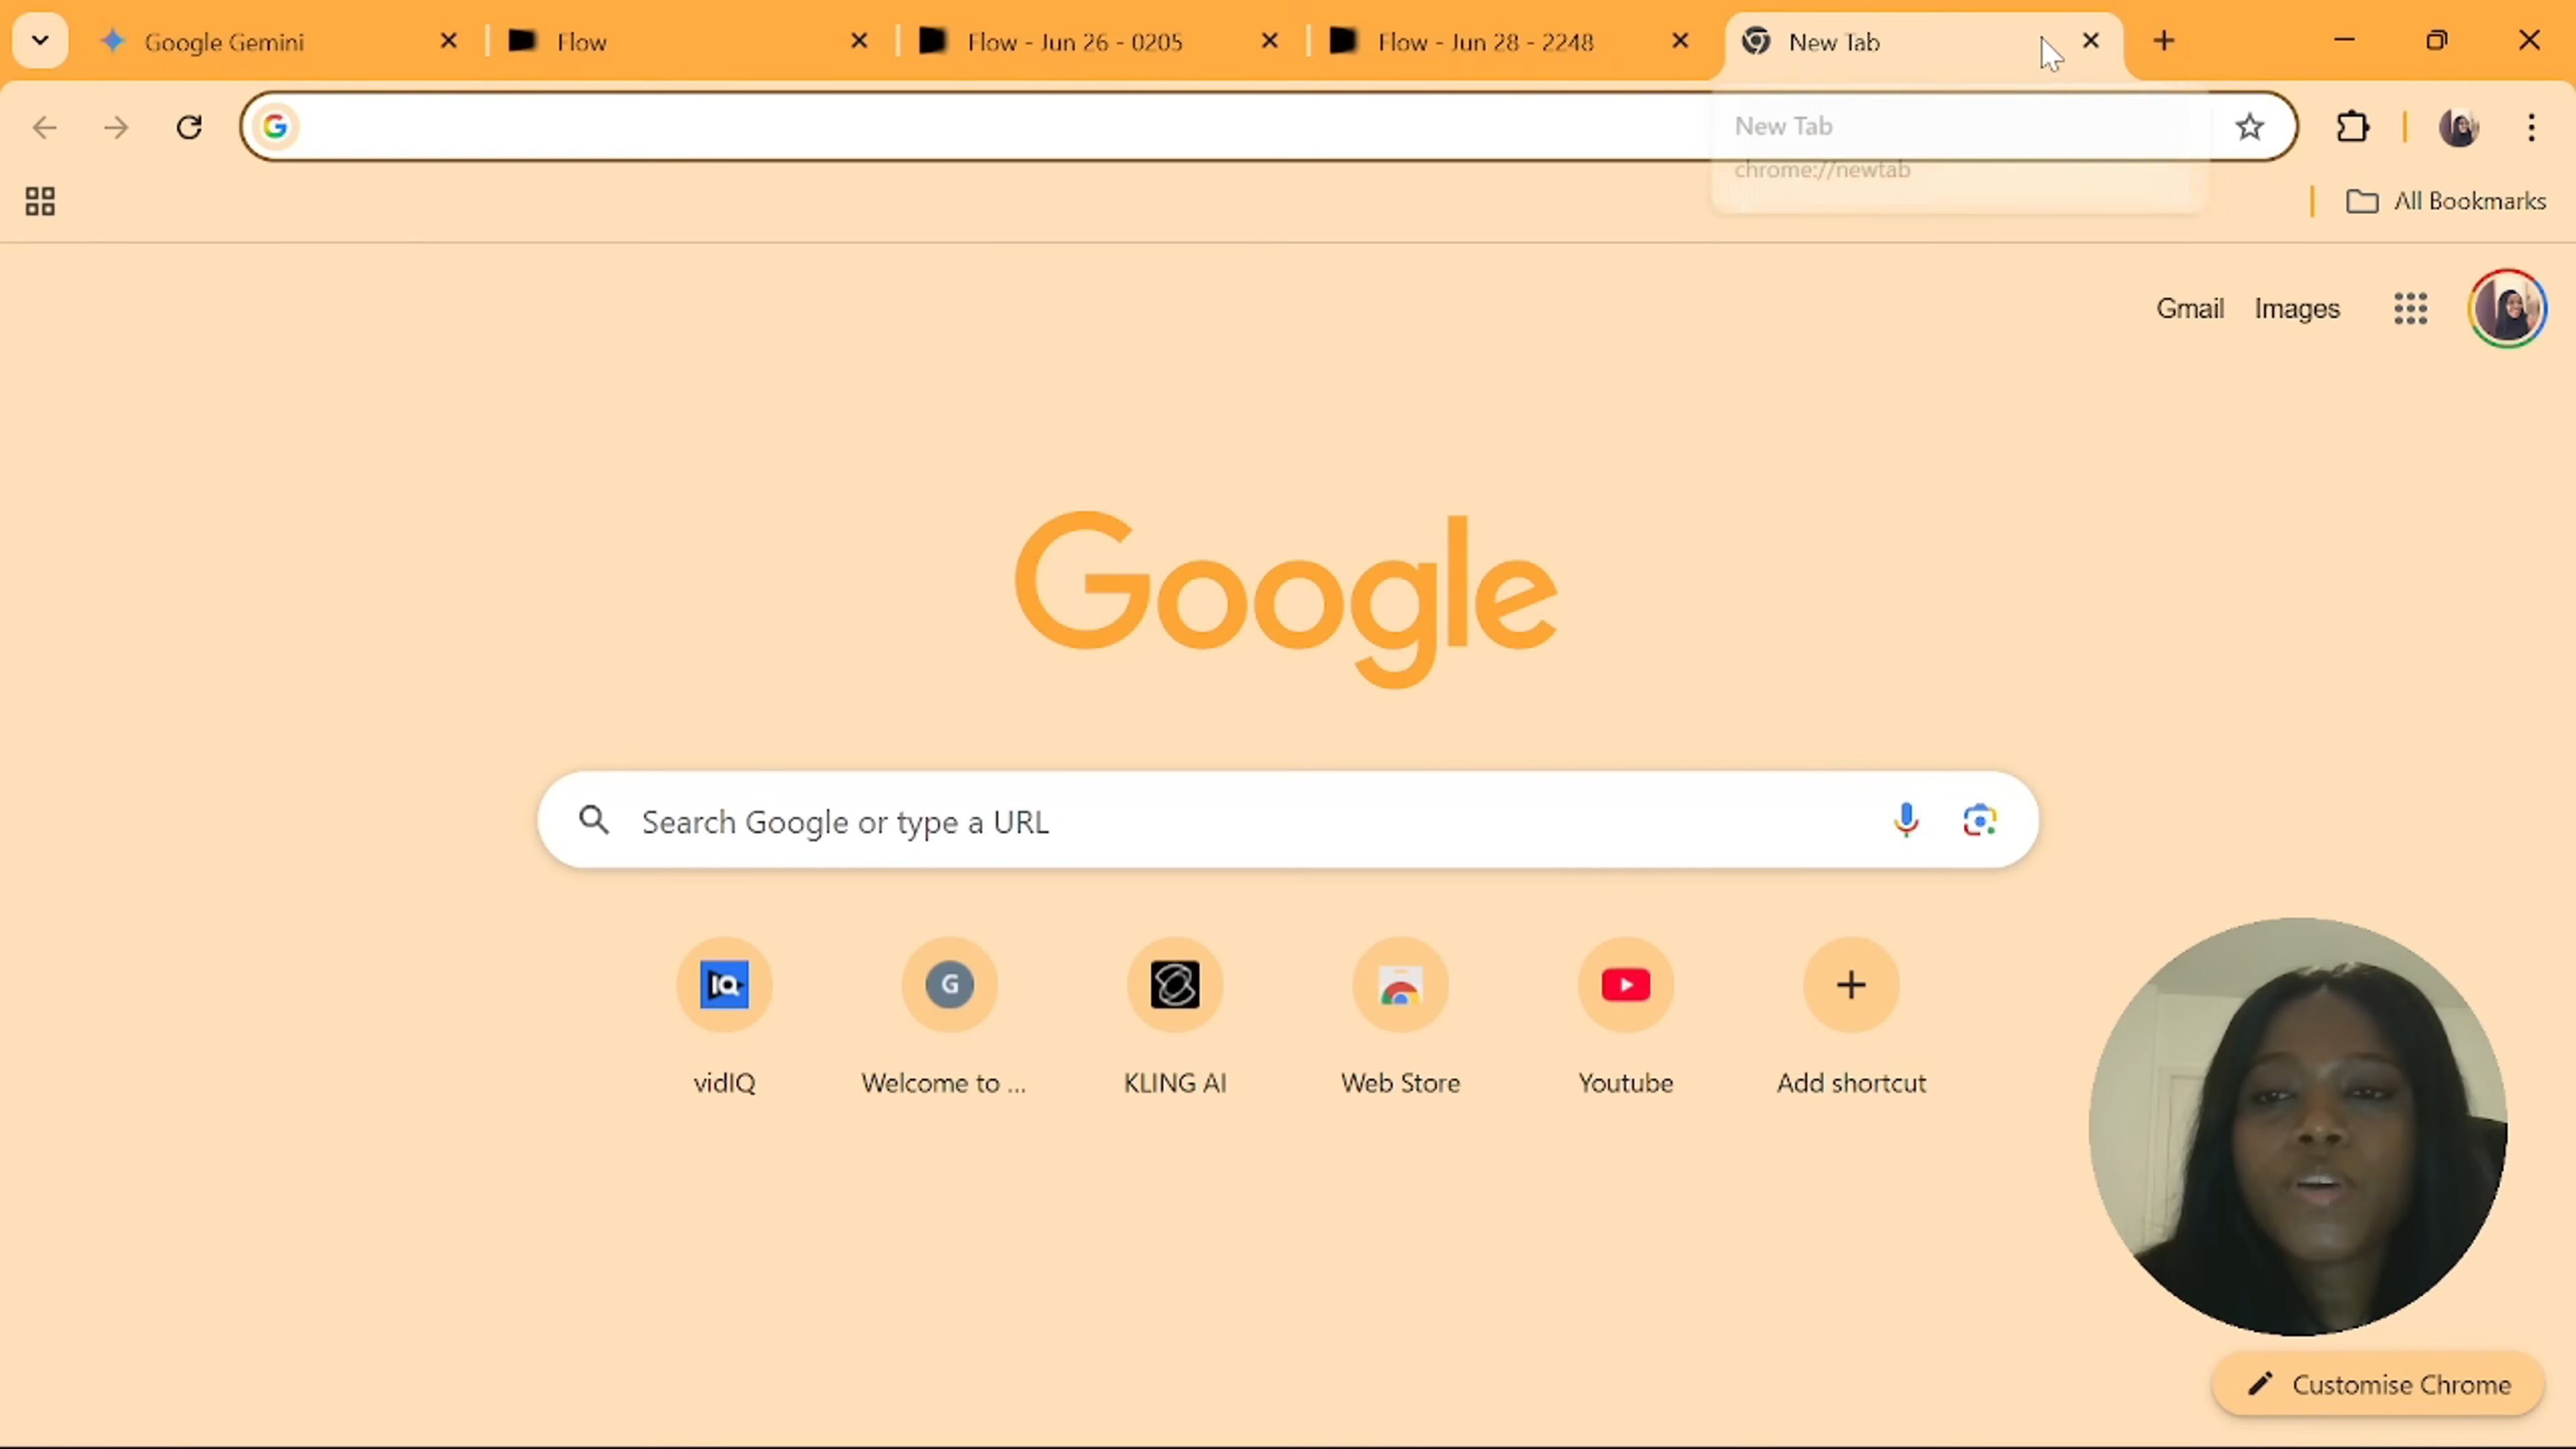 Google Gemini
Flow
Flow - Jun 26 - 0205
Flow - Jun 28 - 2248
New Tab
New Tab
chrome://newtab
All Bookmarks
Gmail
Images
Google
Search Google or type a URL
vidIQ
Welcome to ...
KLING AI
Web Store
Youtube
Add shortcut
Customise Chrome